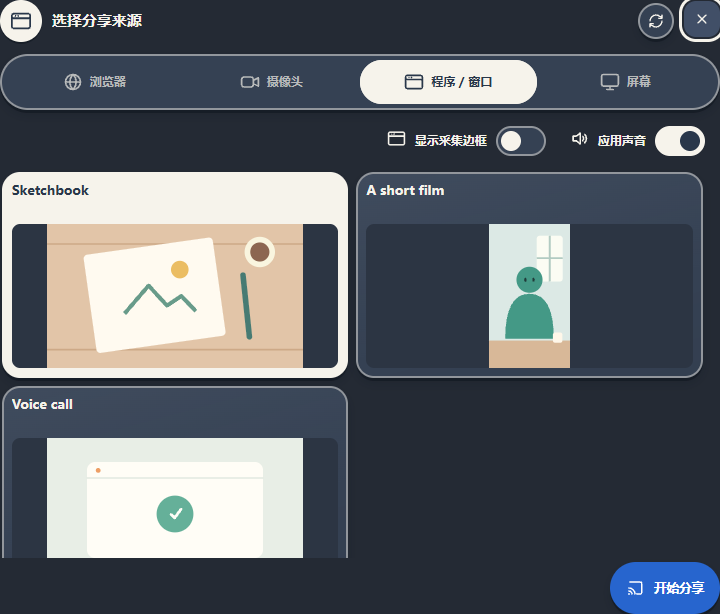 选择分享来源
浏览器
摄像头
程序 / 窗口
屏幕
显示采集边框
应用声音
Sketchbook
A short film
Voice call
开始分享